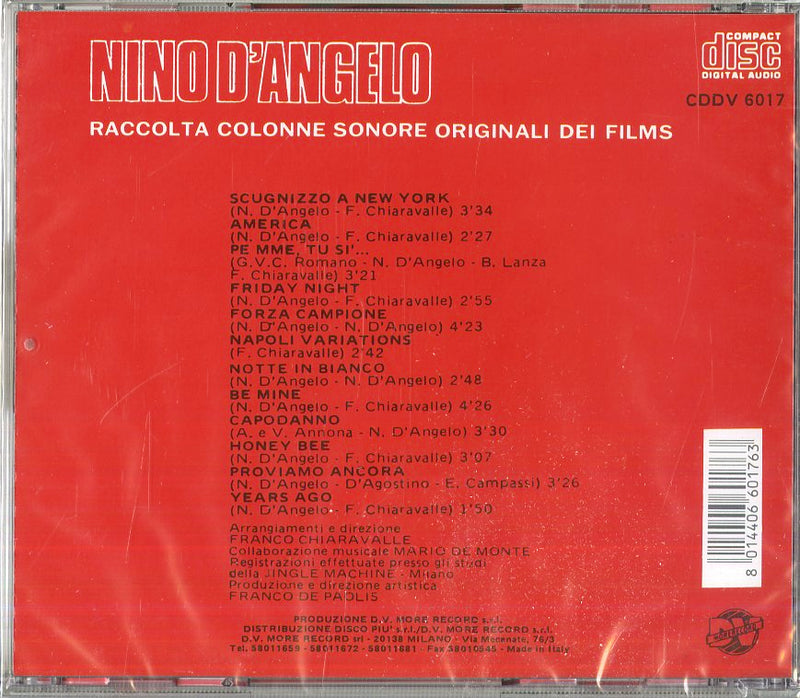 NINO D'ANGELO
COMPACT
disc
DIGITAL AUDIO
CDDV 6017
RACCOLTA COLONNE SONORE ORIGINALI DEI FILMS
SCUGNIZZO A NEW YORK
(N. D'Angelo - F. Chiaravalle) 3'34
AMERICA
(N. D'Angelo - F. Chiaravalle) 2'27
PE MME, TU SI'...
(G.V.C. Romano - N. D'Angelo - B. Lanza
F. Chiaravalle) 3'21
FRIDAY NIGHT
(N. D'Angelo - F. Chiaravalle) 2'55
FORZA CAMPIONE
(N. D'Angelo - N. D'Angelo) 4'23
NAPOLI VARIATIONS
(F. Chiaravalle) 2'42
NOTTE IN BIANCO
(N. D'Angelo - N. D'Angelo) 2'48
BE MINE
(N. D'Angelo - F. Chiaravalle) 4'26
CAPODANNO
(A. e V. Annona - N. D'Angelo) 3'30
HONEY BEE
(N. D'Angelo - F. Chiaravalle) 3'07
PROVIAMO ANCORA
(N. D'Angelo - D'Agostino - E. Campassi) 3'26
YEARS AGO
(N. D'Angelo - F. Chiaravalle) 1'50
Arrangiamenti e direzione
FRANCO CHIARAVALLE
Collaborazione musicale MARIO DE MONTE
Registrazioni effettuate presso gli studi
della JINGLE MACHINE - Milano
Produzione e direzione artistica
FRANCO DE PAOLIS
8 014406 601763
PRODUZIONE D.V. MORE RECORD s.r.l.
DISTRIBUZIONE DISCO PIU' s.r.l./D.V. MORE RECORD s.r.l.
D.V. MORE RECORD srl - 20138 MILANO - Via Mecenate, 76/3
Tel. 58011659 - 58011672 - 58011681 - Fax 58010545 - Made in Italy
MORE RECORD